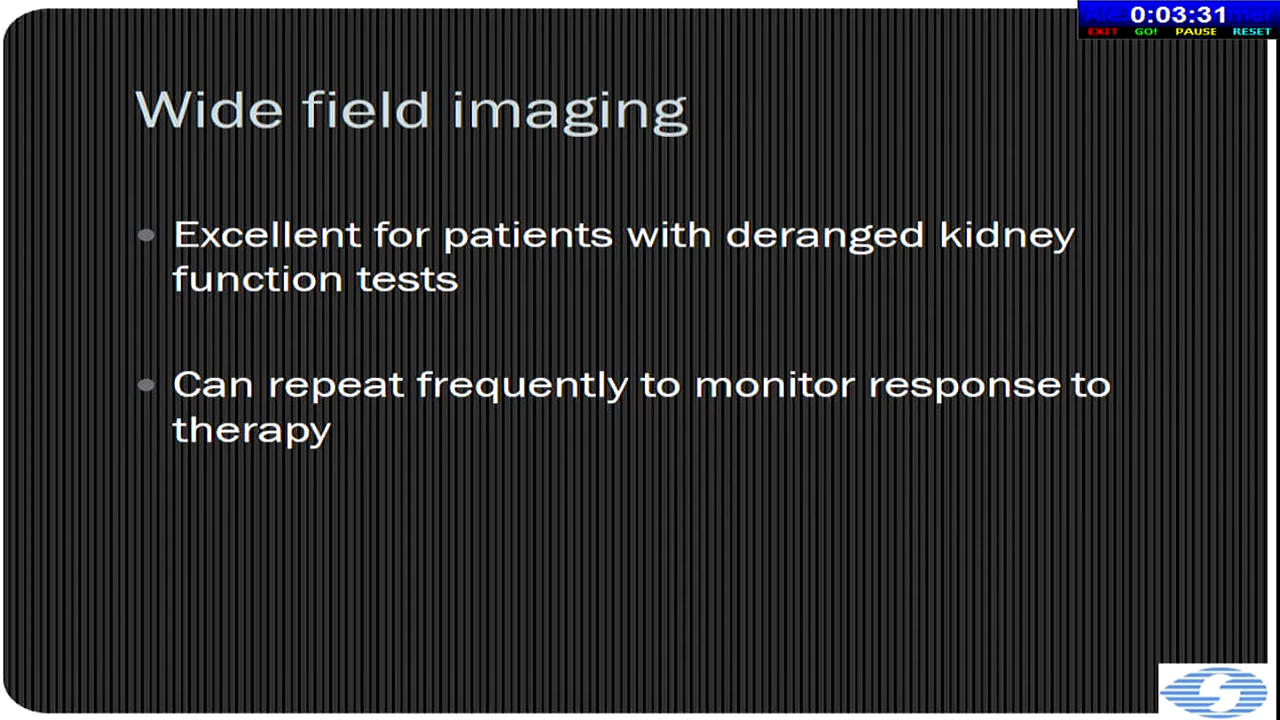 0:03:31
EXIT GO! PAUSE RESET
Wide field imaging
Excellent for patients with deranged kidney
function tests
Can repeat frequently to monitor response to
therapy